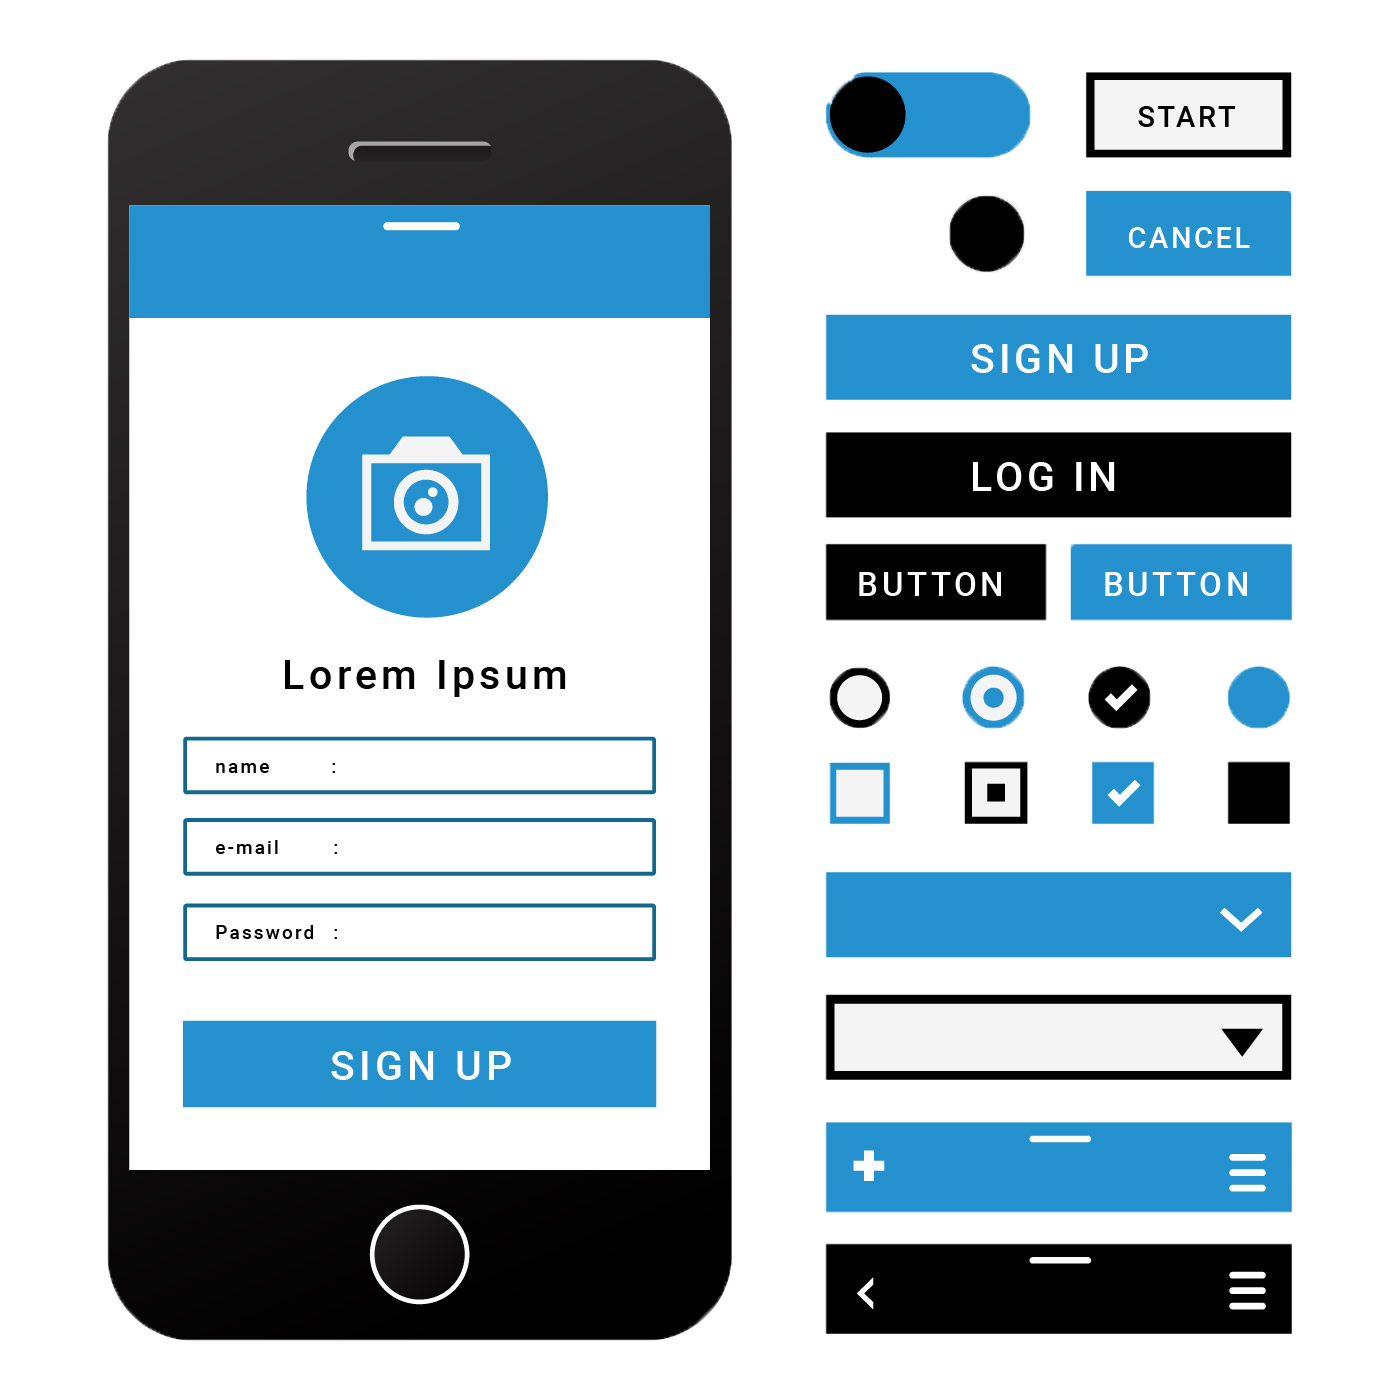 Lorem Ipsum
name :
e-mail :
Password :
SIGN UP
START
CANCEL
SIGN UP
LOG IN
BUTTON BUTTON